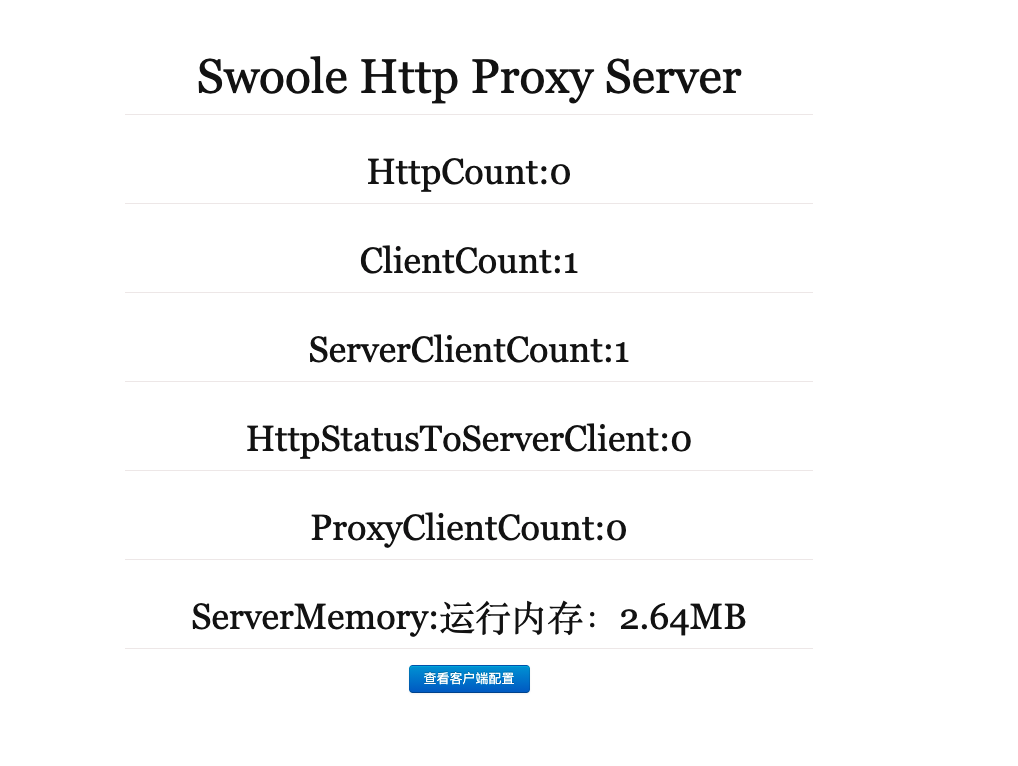 Swoole Http Proxy Server
HttpCount:0
ClientCount:1
ServerClientCount:1
HttpStatusToServerClient:0
ProxyClientCount:0
ServerMemory:运行内存：2.64MB
查看客户端配置